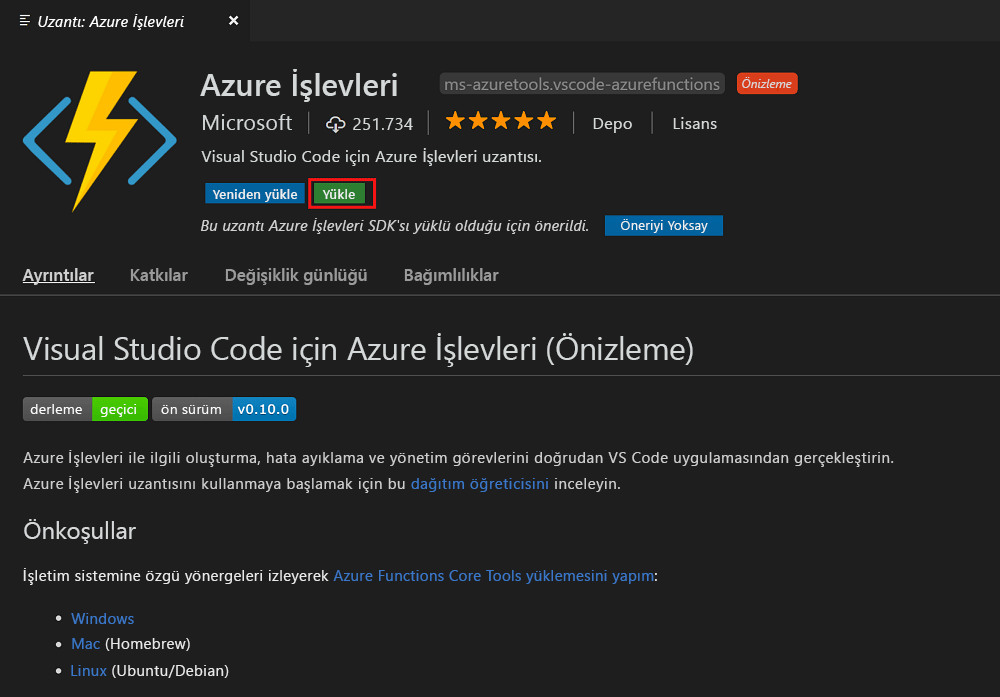 Uzantı: Azure İşlevleri
Azure İşlevleri ms-azuretools.vscode-azurefunctions Önizleme
Microsoft 251.734 Depo Lisans
Visual Studio Code için Azure İşlevleri uzantısı.
Yeniden yükle Yükle
Bu uzantı Azure İşlevleri SDK'sı yüklü olduğu için önerildi. Öneriyi Yoksay
Ayrıntılar Katkılar Değişiklik günlüğü Bağımlılıklar
Visual Studio Code için Azure İşlevleri (Önizleme)
derleme geçici ön sürüm v0.10.0
Azure İşlevleri ile ilgili oluşturma, hata ayıklama ve yönetim görevlerini doğrudan VS Code uygulamasından gerçekleştirin.
Azure İşlevleri uzantısını kullanmaya başlamak için bu dağıtım öğreticisini inceleyin.
Önkoşullar
İşletim sistemine özgü yönergeleri izleyerek Azure Functions Core Tools yüklemesini yapım:
• Windows
• Mac (Homebrew)
• Linux (Ubuntu/Debian)